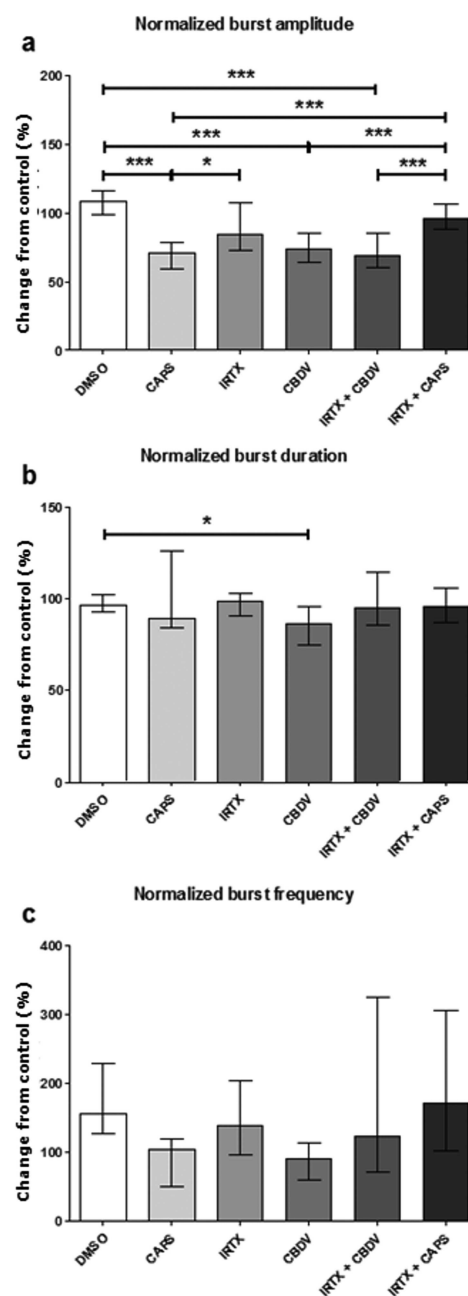 Normalized burst amplitude
a
200
150
100
50
0
Change from control (%)
***
***
***
***
***
*
***
DMSO
CAPS
IRTX
CBDV
IRTX + CBDV
IRTX + CAPS
Normalized burst duration
b
150
100
50
0
Change from control (%)
*
DMSO
CAPS
IRTX
CBDV
IRTX + CBDV
IRTX + CAPS
Normalized burst frequency
c
400
300
200
100
0
Change from control (%)
DMSO
CAPS
IRTX
CBDV
IRTX + CBDV
IRTX + CAPS